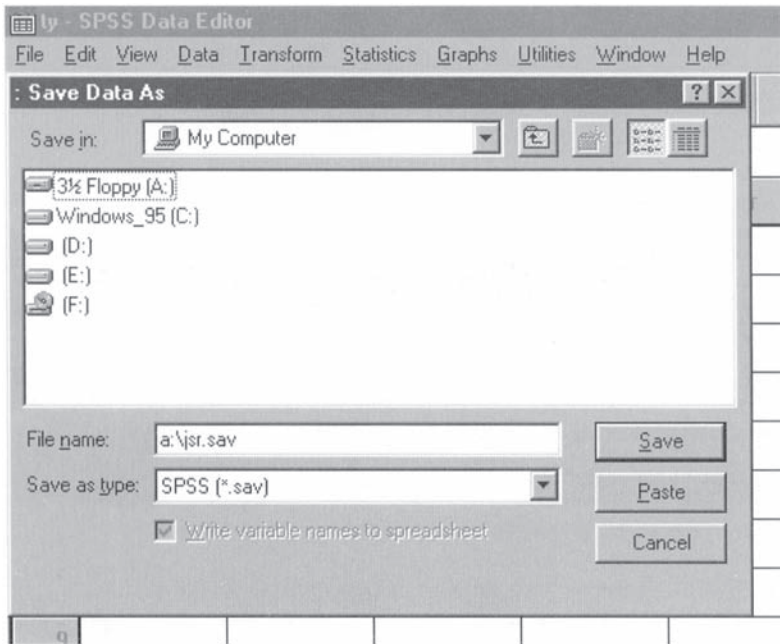 ty - SPSS Data Editor
File Edit View Data Transform Statistics Graphs Utilities Window Help
: Save Data As
Save in: My Computer
3½ Floppy (A:)
Windows_95 (C:)
(D:)
(E:)
(F:)
File name: a:\jsr.sav Save
Save as type: SPSS (*.sav) Paste
Write variable names to spreadsheet
Cancel
9